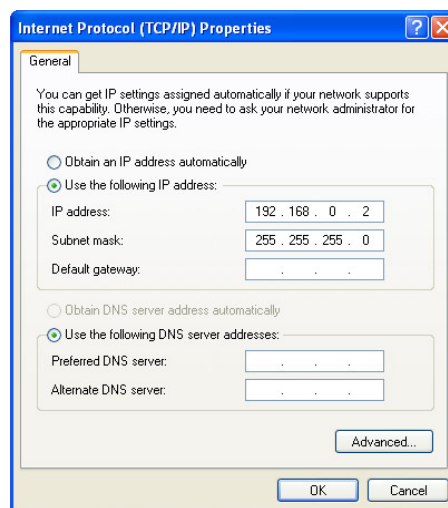 Internet Protocol (TCP/IP) Properties
General
You can get IP settings assigned automatically if your network supports
this capability. Otherwise, you need to ask your network administrator for
the appropriate IP settings.
Obtain an IP address automatically
Use the following IP address:
IP address: 192 . 168 . 0 . 2
Subnet mask: 255 . 255 . 255 . 0
Default gateway: . . .
Obtain DNS server address automatically
Use the following DNS server addresses:
Preferred DNS server: . . .
Alternate DNS server: . . .
Advanced...
OK Cancel